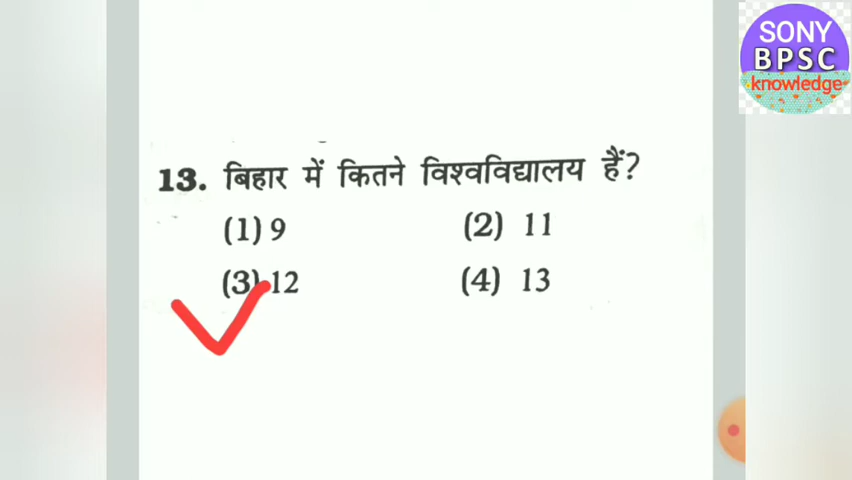 SONY
BPSC
knowledge
13. बिहार में कितने विश्वविद्यालय हैं?
(1) 9 (2) 11
(3) 12 (4) 13